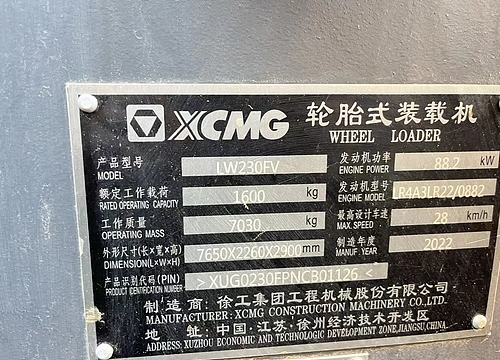 XCMG 轮胎式装载机
WHEEL LOADER
产品型号 LW230FV 发动机功率 88.2 kW
MODEL ENGINE POWER
额定工作载荷 1600 kg 发动机型号 LR4A3LR22/0882
RATED OPERATING CAPACITY ENGINE MODEL
工作质量 7030 kg 最高设计车速 28 km/h
OPERATING MASS MAX. SPEED
外形尺寸(长×宽×高) 7650X2260X2900 mm 制造年度 2022
DIMENSION(L×W×H) MANUF. YEAR
产品识别代码(PIN) >XUG0230FPNCB01126<
PRODUCT IDENTIFICATION NUMBER
制造商: 徐工集团工程机械股份有限公司
MANUFACTURER: XCMG CONSTRUCTION MACHINERY CO.,LTD.
地址: 中国·江苏·徐州经济技术开发区
ADDRESS: XUZHOU ECONOMIC AND TECHNOLOGIC DEVELOPMENT ZONE,JIANGSU,CHINA.